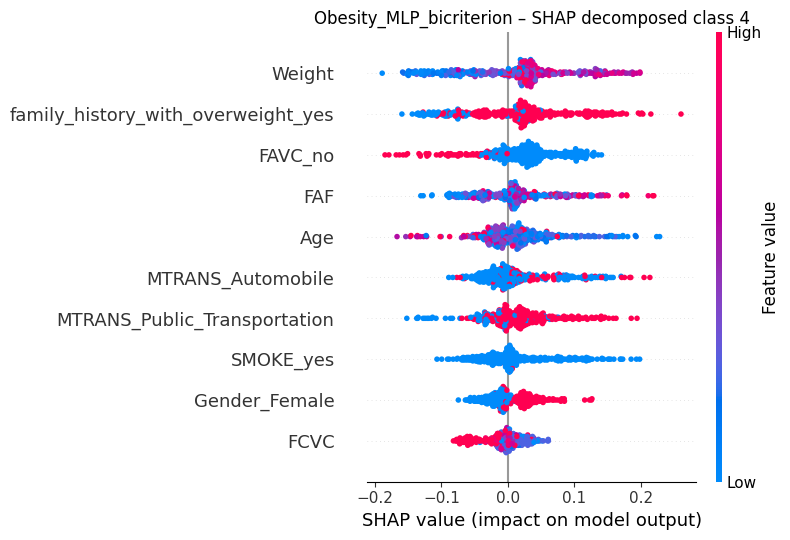 Obesity_MLP_bicriterion – SHAP decomposed class 4
High
Weight
family_history_with_overweight_yes
FAVC_no
FAF
Age
MTRANS_Automobile
MTRANS_Public_Transportation
SMOKE_yes
Gender_Female
FCVC
Feature value
Low
−0.2 −0.1 0.0 0.1 0.2
SHAP value (impact on model output)